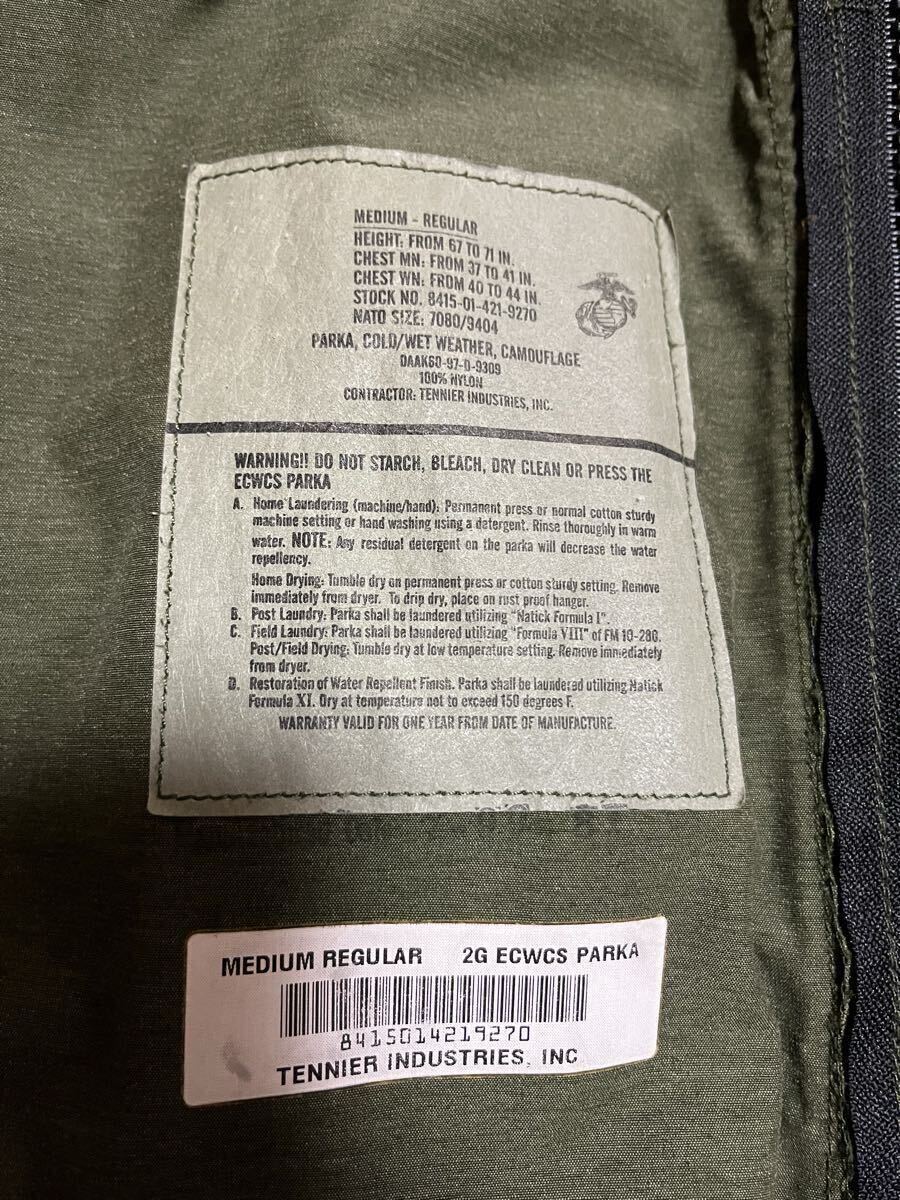 MEDIUM - REGULAR
HEIGHT: FROM 67 TO 71 IN.
CHEST MN: FROM 37 TO 41 IN.
CHEST WN: FROM 40 TO 44 IN.
STOCK NO. 8415-01-421-9270
NATO SIZE: 7080/9404
PARKA, COLD/WET WEATHER, CAMOUFLAGE
DAAK60-97-D-9309
100% NYLON
CONTRACTOR: TENNIER INDUSTRIES, INC.
WARNING!! DO NOT STARCH, BLEACH, DRY CLEAN OR PRESS THE
ECWCS PARKA
A. Home Laundering (machine/hand): Permanent press or normal cotton sturdy
machine setting or hand washing using a detergent. Rinse thoroughly in warm
water. NOTE: Any residual detergent on the parka will decrease the water
repellency.
Home Drying: Tumble dry on permanent press or cotton sturdy setting. Remove
immediately from dryer. To drip dry, place on rust proof hanger.
B. Post Laundry: Parka shall be laundered utilizing "Natick Formula I".
C. Field Laundry: Parka shall be laundered utilizing "Formula VIII" of FM 10-280.
Post/Field Drying: Tumble dry at low temperature setting. Remove immediately
from dryer.
D. Restoration of Water Repellent Finish. Parka shall be laundered utilizing Natick
Formula XI. Dry at temperature not to exceed 150 degrees F.
WARRANTY VALID FOR ONE YEAR FROM DATE OF MANUFACTURE.
MEDIUM REGULAR 2G ECWCS PARKA
8415014219270
TENNIER INDUSTRIES, INC